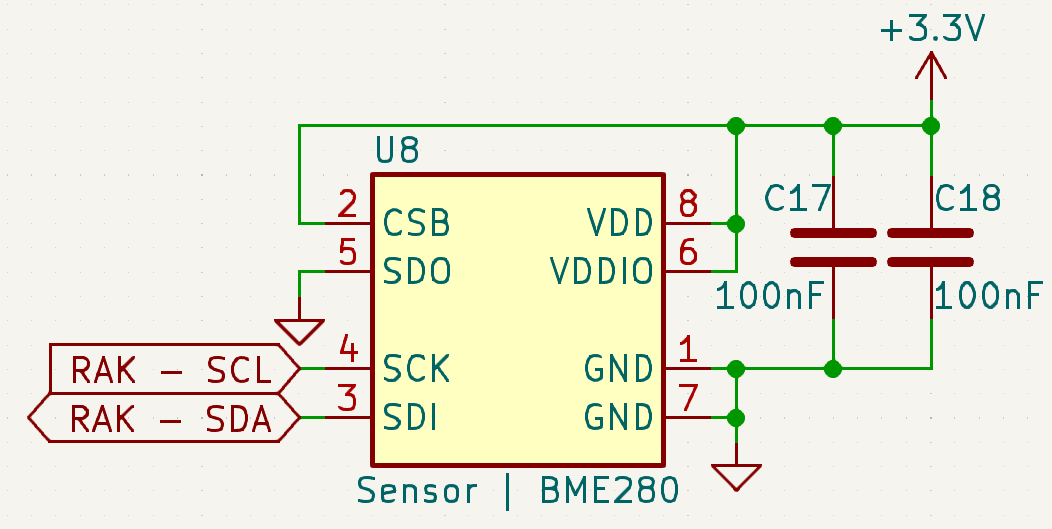 +3.3V
U8
2 CSB VDD 8
C17 C18
5 SDO VDDIO 6
100nF 100nF
RAK - SCL 4 SCK GND 1
RAK - SDA 3 SDI GND 7
Sensor | BME280